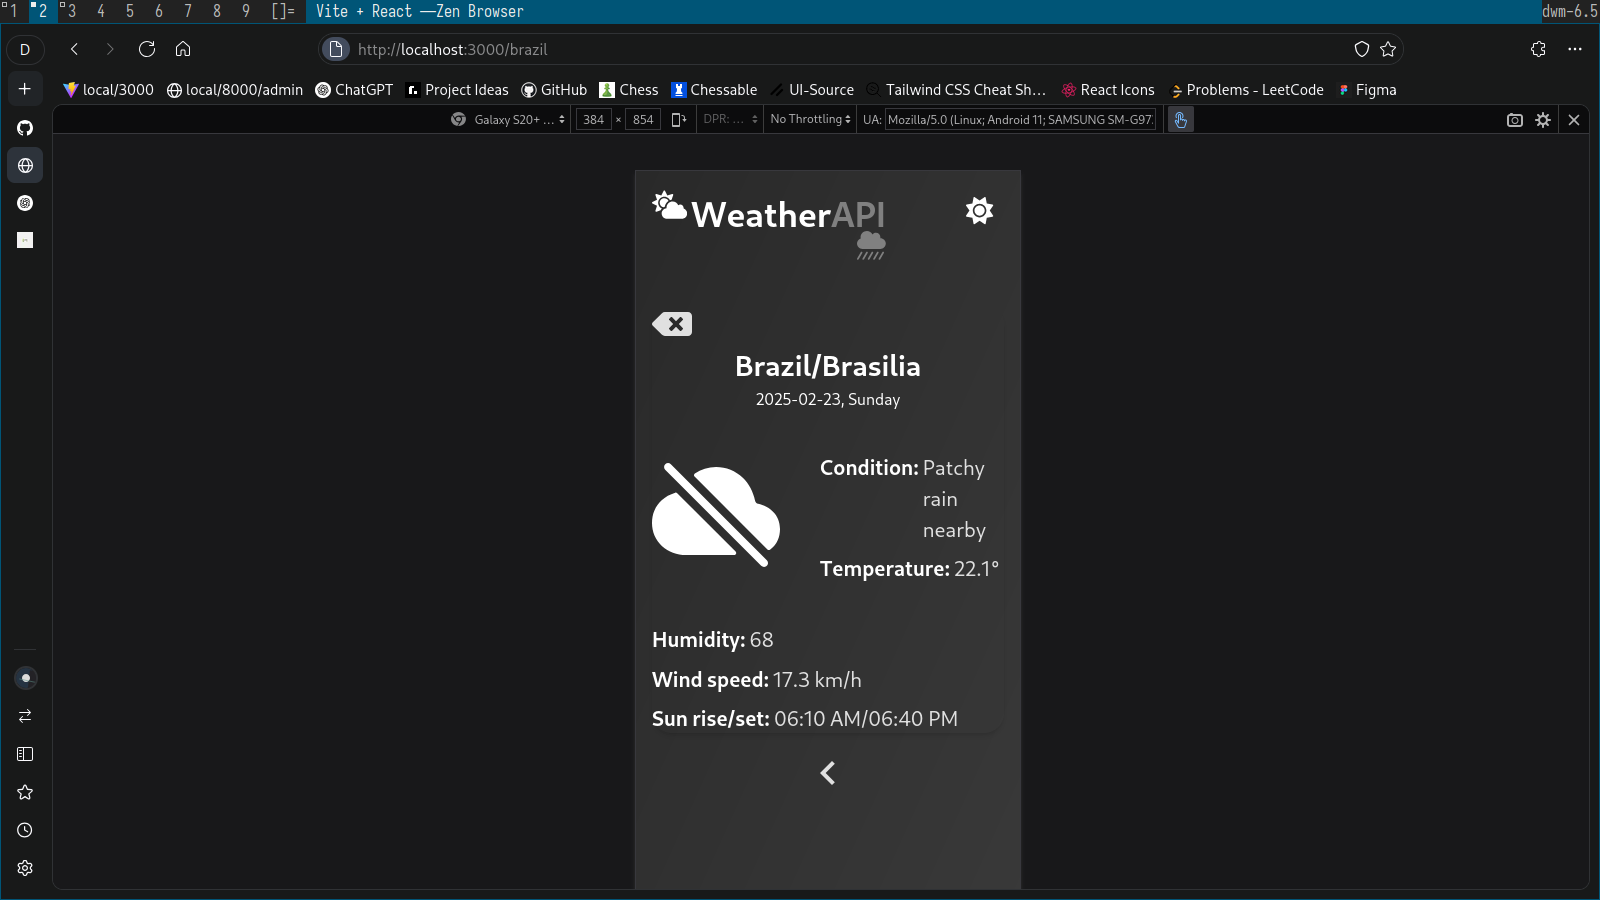 1 2 3 4 5 6 7 8 9 []= Vite + React — Zen Browser dwm-6.5
D http://localhost:3000/brazil
local/3000 local/8000/admin ChatGPT Project Ideas GitHub Chess Chessable UI-Source Tailwind CSS Cheat Sh… React Icons Problems - LeetCode Figma
Galaxy S20+ ... 384 × 854 DPR: ... No Throttling UA: Mozilla/5.0 (Linux; Android 11; SAMSUNG SM-G97
WeatherAPI
Brazil/Brasilia
2025-02-23, Sunday
Condition: Patchy
rain
nearby
Temperature: 22.1°
Humidity: 68
Wind speed: 17.3 km/h
Sun rise/set: 06:10 AM/06:40 PM